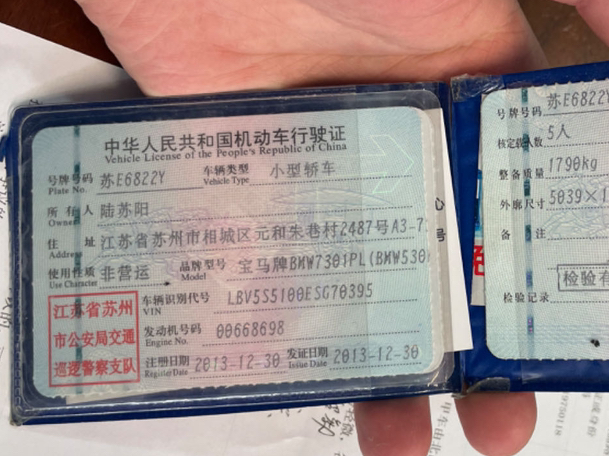 中华人民共和国机动车行驶证
Vehicle License of the People's Republic of China
号牌号码 苏E6822Y 车辆类型 小型轿车
Plate No. Vehicle Type
所有人 陆苏阳
Owner
住址 江苏省苏州市相城区元和朱巷村2487号A3-7
Address
使用性质 非营运 品牌型号 宝马牌BMW7301PL(BMW530
Use Character Model
江苏省苏州
市公安局交通
巡逻警察支队
车辆识别代号 LBV5S5100ESG70395
VIN
发动机号码 00668698
Engine No.
注册日期 2013-12-30 发证日期 2013-12-30
Register Date Issue Date
号
号牌号码 苏E6822Y
核定载人数 5人
整备质量 1790kg
外廓尺寸 5039×1
备注
检验有
检验记录